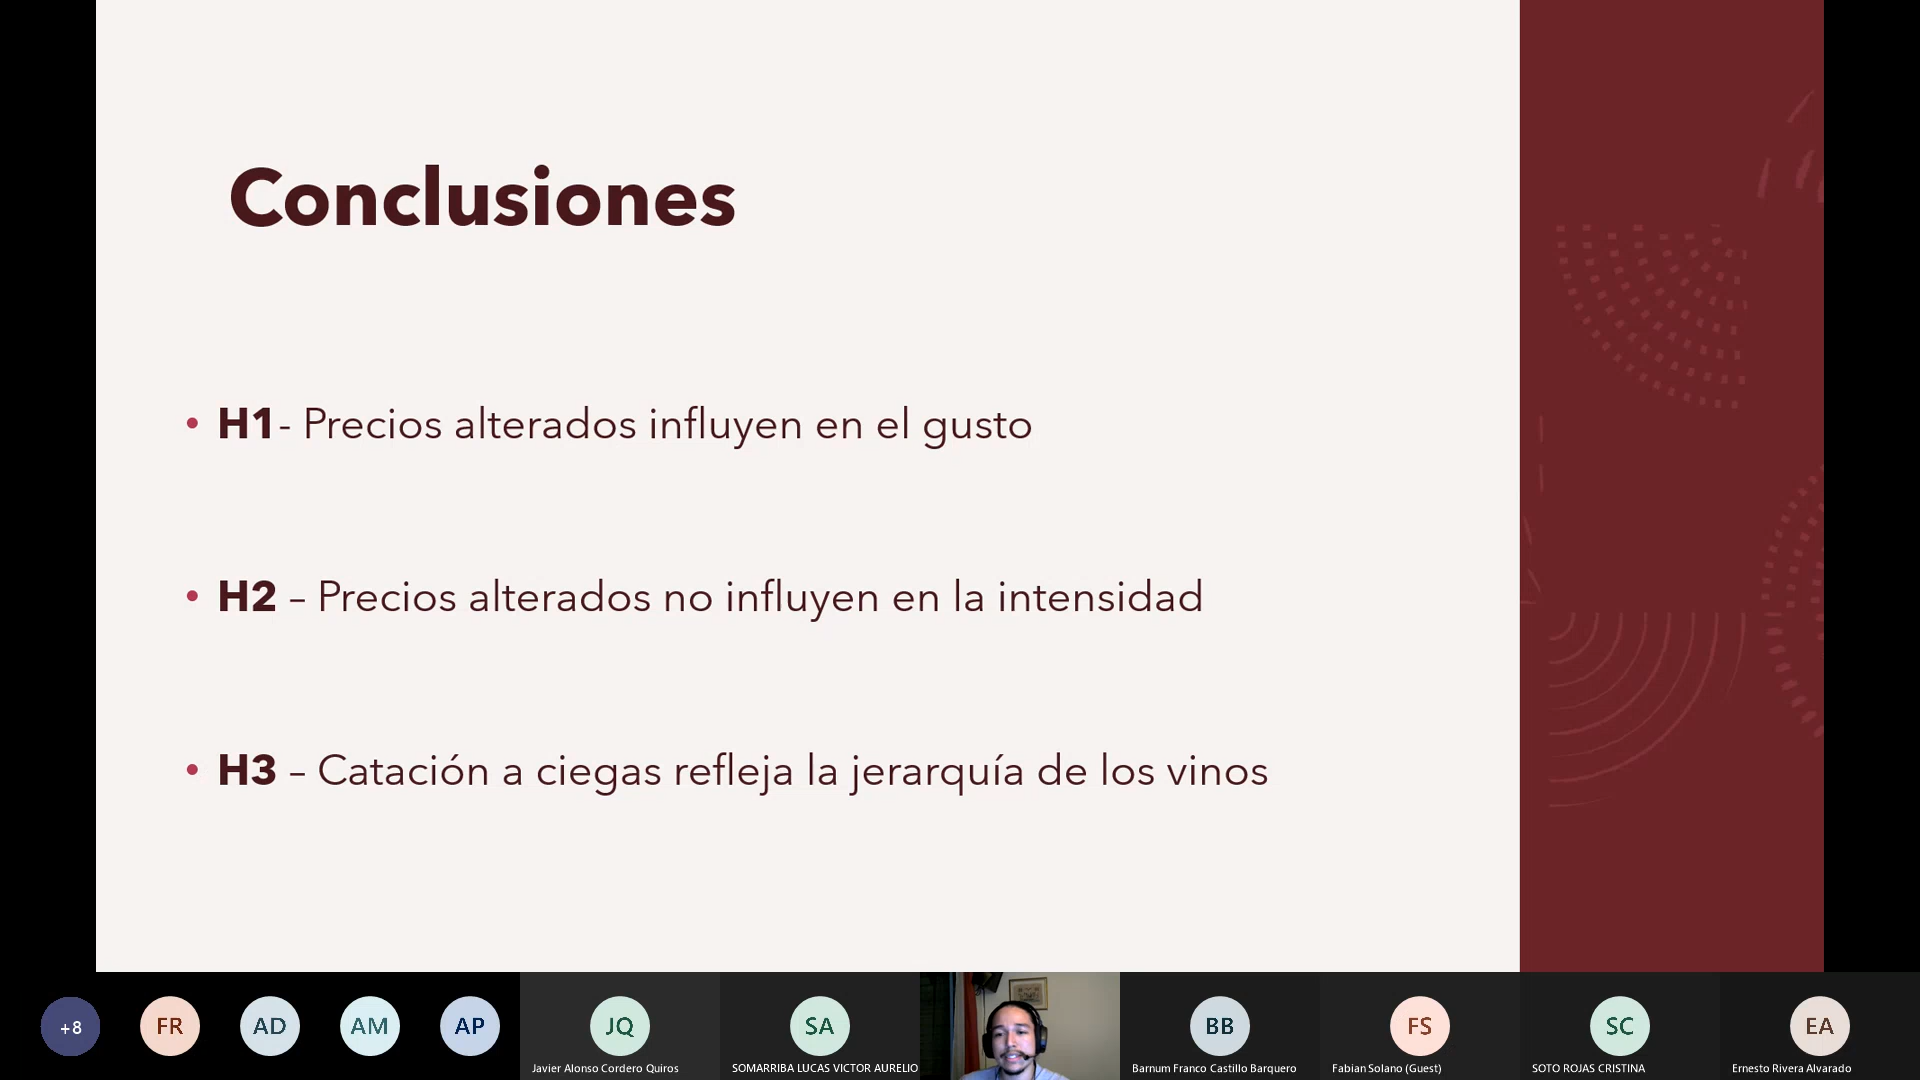 Conclusiones
• H1- Precios alterados influyen en el gusto
• H2 – Precios alterados no influyen en la intensidad
• H3 – Catación a ciegas refleja la jerarquía de los vinos
+8
FR
AD
AM
AP
JQ
Javier Alonso Cordero Quiros
SA
SOMARRIBA LUCAS VICTOR AURELIO
BB
Barnum Franco Castillo Barquero
FS
Fabian Solano (Guest)
SC
SOTO ROJAS CRISTINA
EA
Ernesto Rivera Alvarado